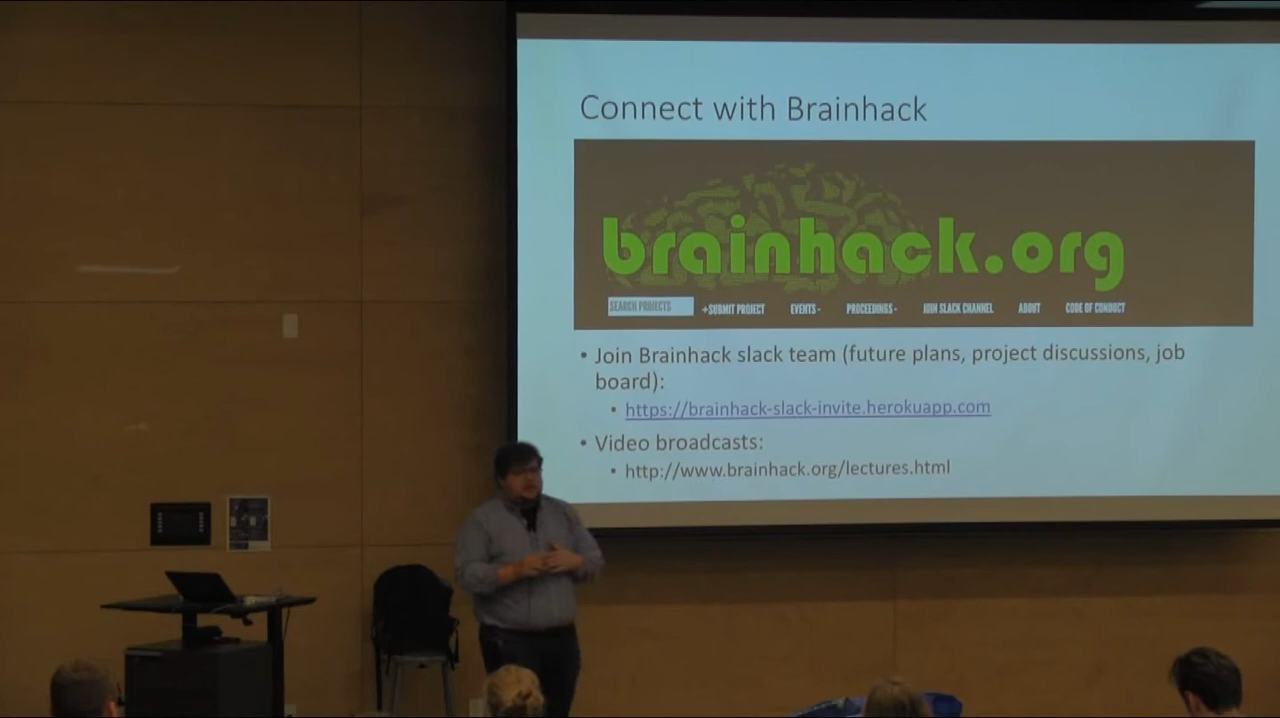 Connect with Brainhack
brainhack.org
SEARCH PROJECTS +SUBMIT PROJECT EVENTS- PROCEEDINGS- JOIN SLACK CHANNEL ABOUT CODE OF CONDUCT
• Join Brainhack slack team (future plans, project discussions, job
board):
• https://brainhack-slack-invite.herokuapp.com
• Video broadcasts:
• http://www.brainhack.org/lectures.html